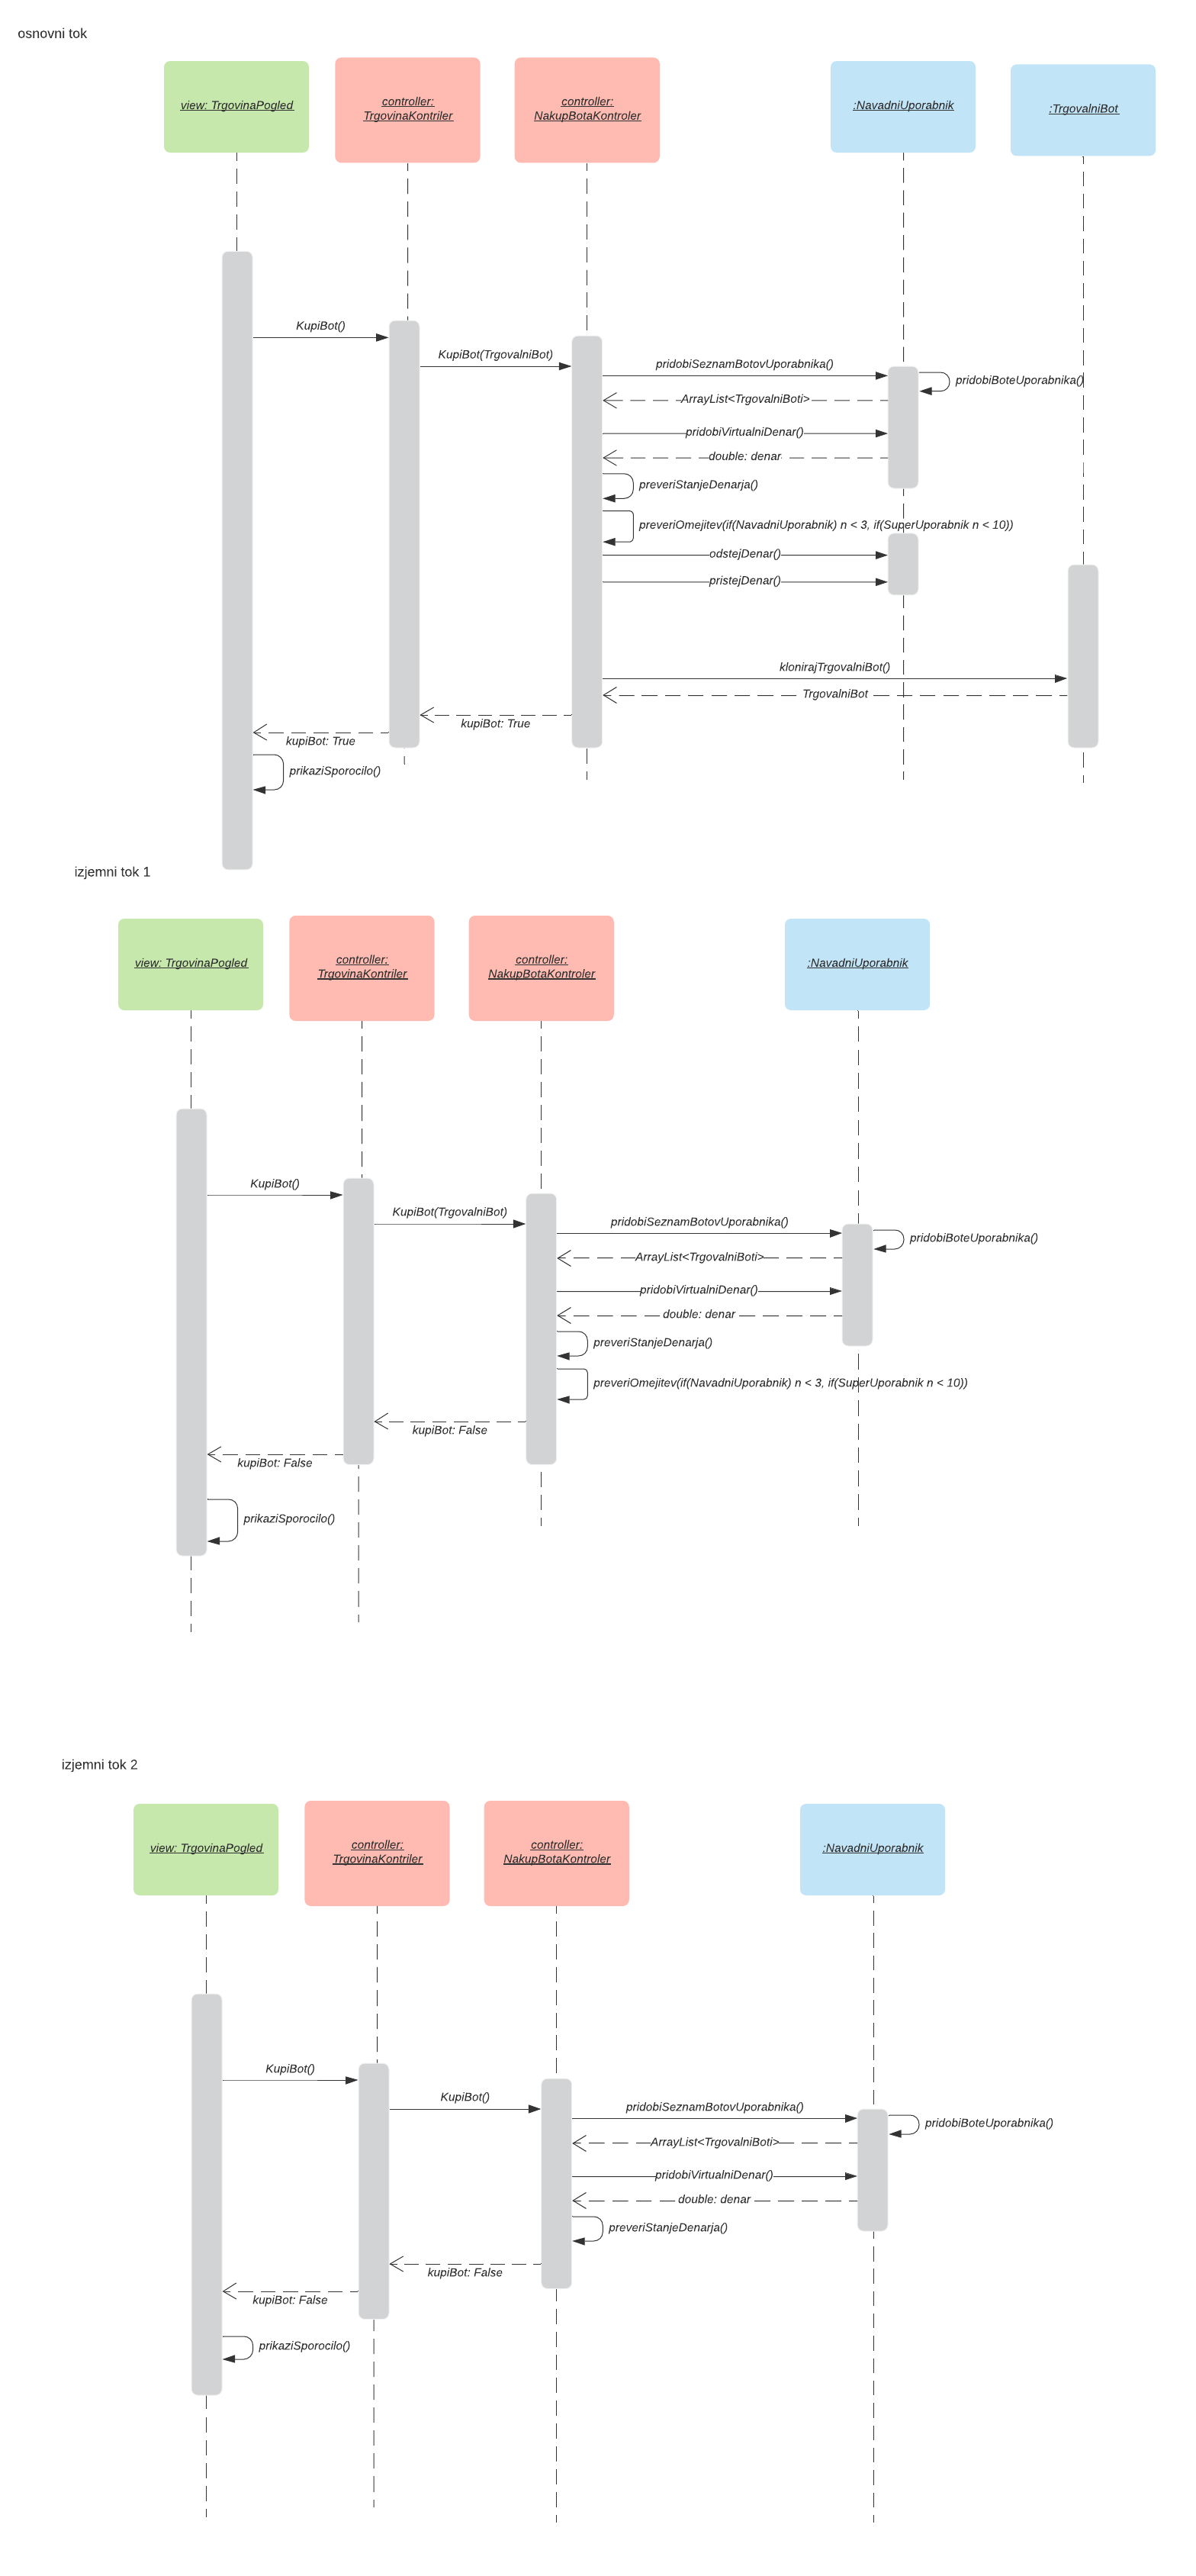 osnovni tok
view: TrgovinaPogled
controller:
TrgovinaKontriler
controller:
NakupBotaKontroler
:NavadniUporabnik
:TrgovalniBot
KupiBot()
KupiBot(TrgovalniBot)
pridobiSeznamBotovUporabnika()
pridobiBoteUporabnika()
ArrayList<TrgovalniBoti>
pridobiVirtualniDenar()
double: denar
preveriStanjeDenarja()
preveriOmejitev(if(NavadniUporabnik) n < 3, if(SuperUporabnik n < 10))
odstejDenar()
pristejDenar()
klonirajTrgovalniBot()
TrgovalniBot
kupiBot: True
kupiBot: True
prikaziSporocilo()
izjemni tok 1
view: TrgovinaPogled
controller:
TrgovinaKontriler
controller:
NakupBotaKontroler
:NavadniUporabnik
KupiBot()
KupiBot(TrgovalniBot)
pridobiSeznamBotovUporabnika()
pridobiBoteUporabnika()
ArrayList<TrgovalniBoti>
pridobiVirtualniDenar()
double: denar
preveriStanjeDenarja()
preveriOmejitev(if(NavadniUporabnik) n < 3, if(SuperUporabnik n < 10))
kupiBot: False
kupiBot: False
prikaziSporocilo()
izjemni tok 2
view: TrgovinaPogled
controller:
TrgovinaKontriler
controller:
NakupBotaKontroler
:NavadniUporabnik
KupiBot()
KupiBot()
pridobiSeznamBotovUporabnika()
pridobiBoteUporabnika()
ArrayList<TrgovalniBoti>
pridobiVirtualniDenar()
double: denar
preveriStanjeDenarja()
kupiBot: False
kupiBot: False
prikaziSporocilo()